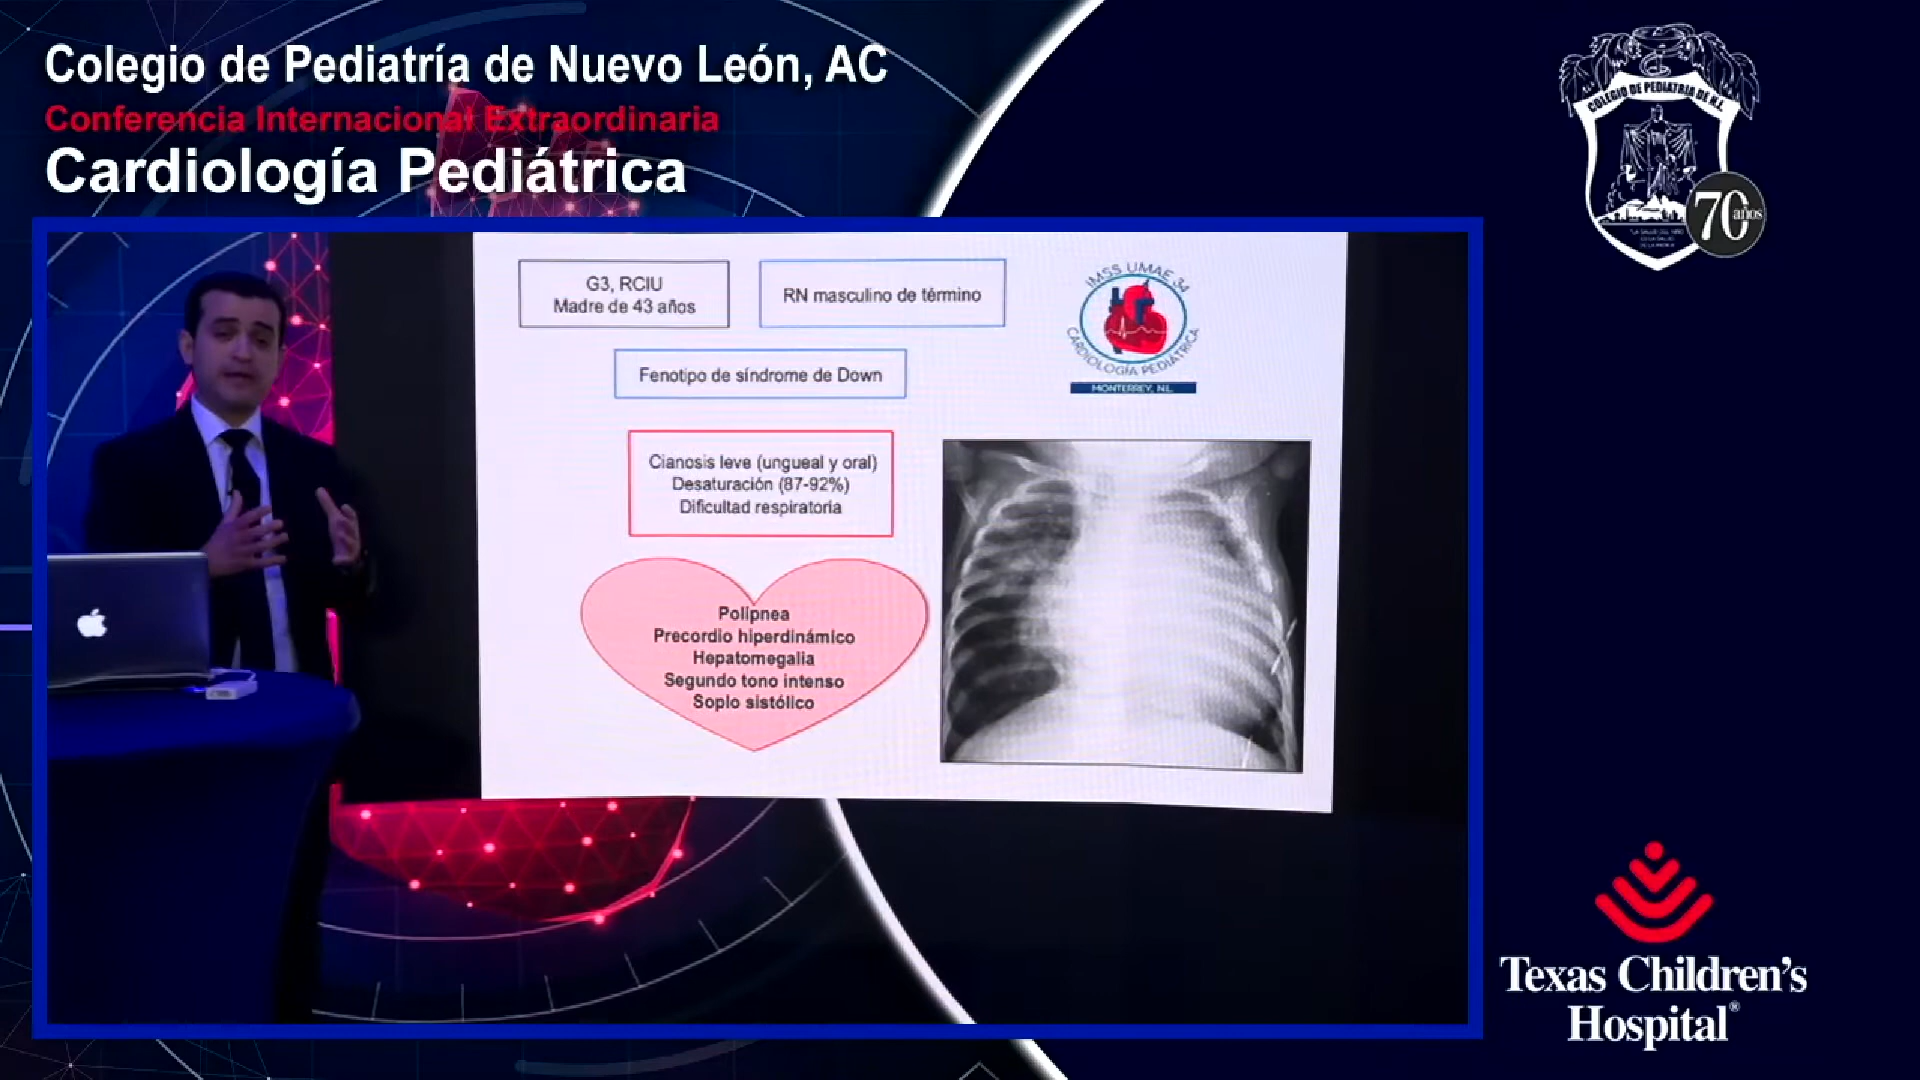 Colegio de Pediatría de Nuevo León, AC
Conferencia Internacional Extraordinaria
Cardiología Pediátrica
COLEGIO DE PEDIATRIA DE N.L.
70 años
G3, RCIU
Madre de 43 años
RN masculino de término
IMSS UMAE 34
CARDIOLOGÍA PEDIÁTRICA
MONTERREY, N.L.
Fenotipo de síndrome de Down
Cianosis leve (ungueal y oral)
Desaturación (87-92%)
Dificultad respiratoria
Polipnea
Precordio hiperdinámico
Hepatomegalia
Segundo tono intenso
Soplo sistólico
Texas Children's
Hospital®